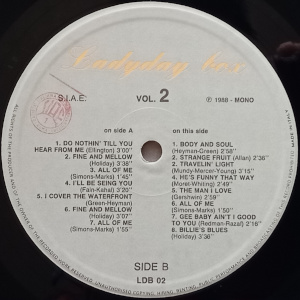 Ladyday box
S.I.A.E.
VOL. 2
℗ 1988 - MONO
on side A
1. DO NOTHIN' TILL YOU
HEAR FROM ME (Ellington) 3'00"
2. FINE AND MELLOW
(Holiday) 3'38"
3. ALL OF ME
(Simons-Marks) 1'45"
4. I'LL BE SEING YOU
(Fain-Kahal) 3'20"
5. I COVER THE WATERFRONT
(Green-Heyman)
6. FINE AND MELLOW
(Holiday) 3'07"
7. ALL OF ME
(Simons-Marks) 1'55"
on this side
1. BODY AND SOUL
(Heyman-Green) 2'58"
2. STRANGE FRUIT (Allan) 2'36"
3. TRAVELIN' LIGHT
(Mundy-Mercer-Young) 3'15"
4. HE'S FUNNY THAT WAY
(Moret-Whiting) 2'49"
5. THE MAN I LOVE
(Gershwin) 2'59"
6. ALL OF ME
(Simons-Marks) 2'57"
7. GEE BABY AIN'T I GOOD
TO YOU (Redman-Razaf) 2'16"
8. BILLIE'S BLUES
(Holiday) 3'36"
SIDE B
LDB 02